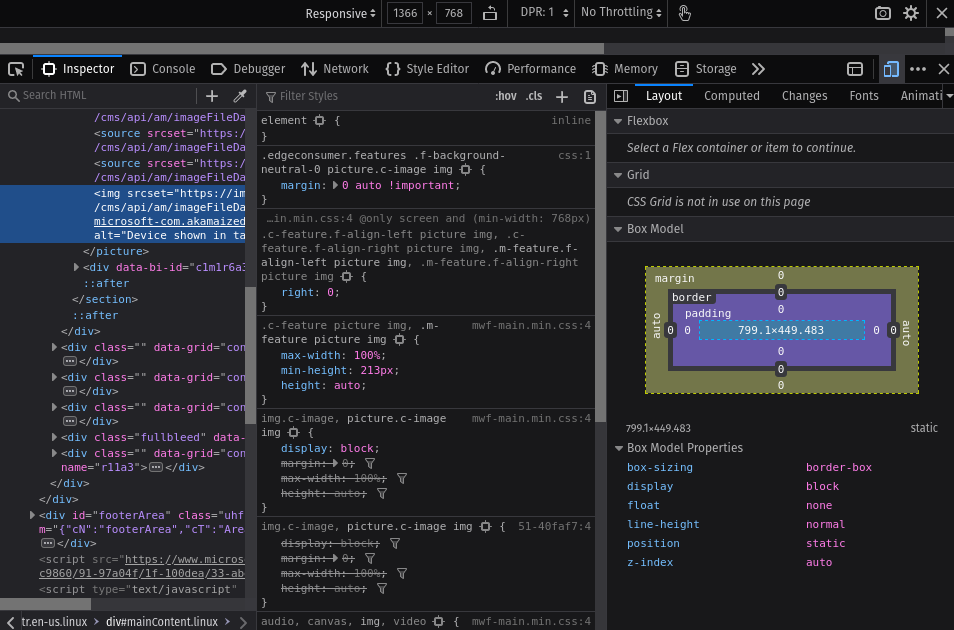 Responsive
1366 × 768
DPR: 1
No Throttling
Inspector
Console
Debugger
Network
Style Editor
Performance
Memory
Storage
Search HTML
/cms/api/am/imageFileDa
<source srcset="https:/
/cms/api/am/imageFileDa
<source srcset="https:/
/cms/api/am/imageFileDa
<img srcset="https://im
/cms/api/am/imageFileDa
microsoft-com.akamaized
alt="Device shown in ta
</picture>
<div data-bi-id="c1m1r6a3
::after
</section>
::after
</div>
<div class="" data-grid="con
</div>
<div class="" data-grid="con
</div>
<div class="" data-grid="con
</div>
<div class="fullbleed" data-
<div class="" data-grid="con
name="r11a3"> </div>
</div>
</div>
<div id="footerArea" class="uhf
m="{"cN":"footerArea","cT":"Are
</div>
<script src="https://www.micros
c9860/91-97a04f/1f-100dea/33-ab
<script type="text/javascript"
tr.en-us.linux
div#mainContent.linux
Filter Styles
:hov .cls
element { inline
}
.edgeconsumer.features .f-background- css:1
neutral-0 picture.c-image img {
margin: 0 auto !important;
}
…in.min.css:4 @only screen and (min-width: 768px)
.c-feature.f-align-left picture img, .c-
feature.f-align-right picture img, .m-feature.f-
align-left picture img, .m-feature.f-align-right
picture img {
right: 0;
}
.c-feature picture img, .m- mwf-main.min.css:4
feature picture img {
max-width: 100%;
min-height: 213px;
height: auto;
}
img.c-image, picture.c-image mwf-main.min.css:4
img {
display: block;
margin: 0;
max-width: 100%;
height: auto;
}
img.c-image, picture.c-image img { 51-40faf7:4
display: block;
margin: 0;
max-width: 100%;
height: auto;
}
audio, canvas, img, video { mwf-main.min.css:4
Layout
Computed
Changes
Fonts
Animati
Flexbox
Select a Flex container or item to continue.
Grid
CSS Grid is not in use on this page
Box Model
margin 0
border 0
padding 0
auto 0 0 799.1×449.483 0 0 auto
0
0
0
799.1×449.483 static
Box Model Properties
box-sizing border-box
display block
float none
line-height normal
position static
z-index auto